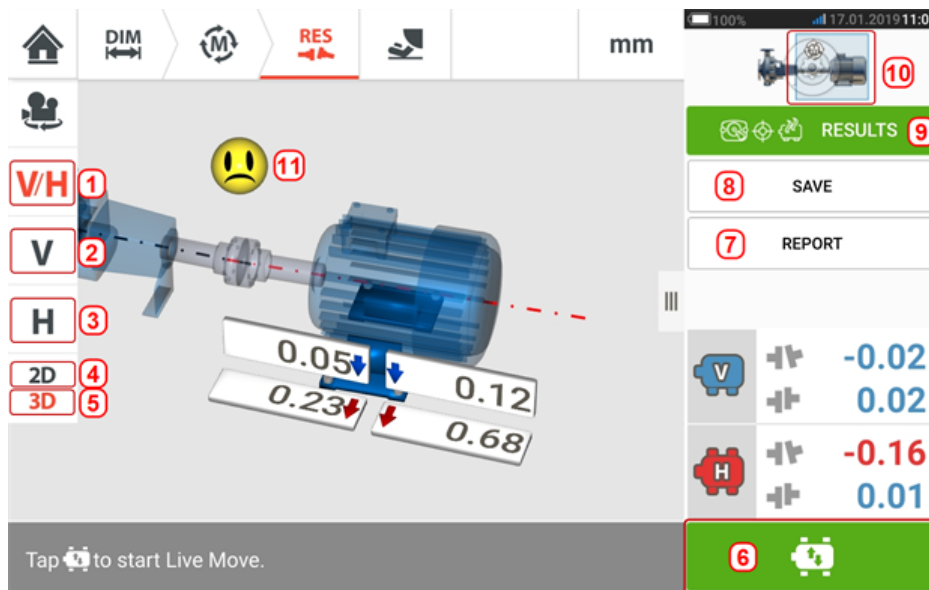 DIM
M
RES
mm
100%
17.01.2019 11:0
M
10
RESULTS
9
8
SAVE
7
REPORT
V/H
1
V
2
H
3
2D
4
3D
5
11
0.05
0.12
0.23
0.68
V
-0.02
0.02
H
-0.16
0.01
Tap to start Live Move.
6